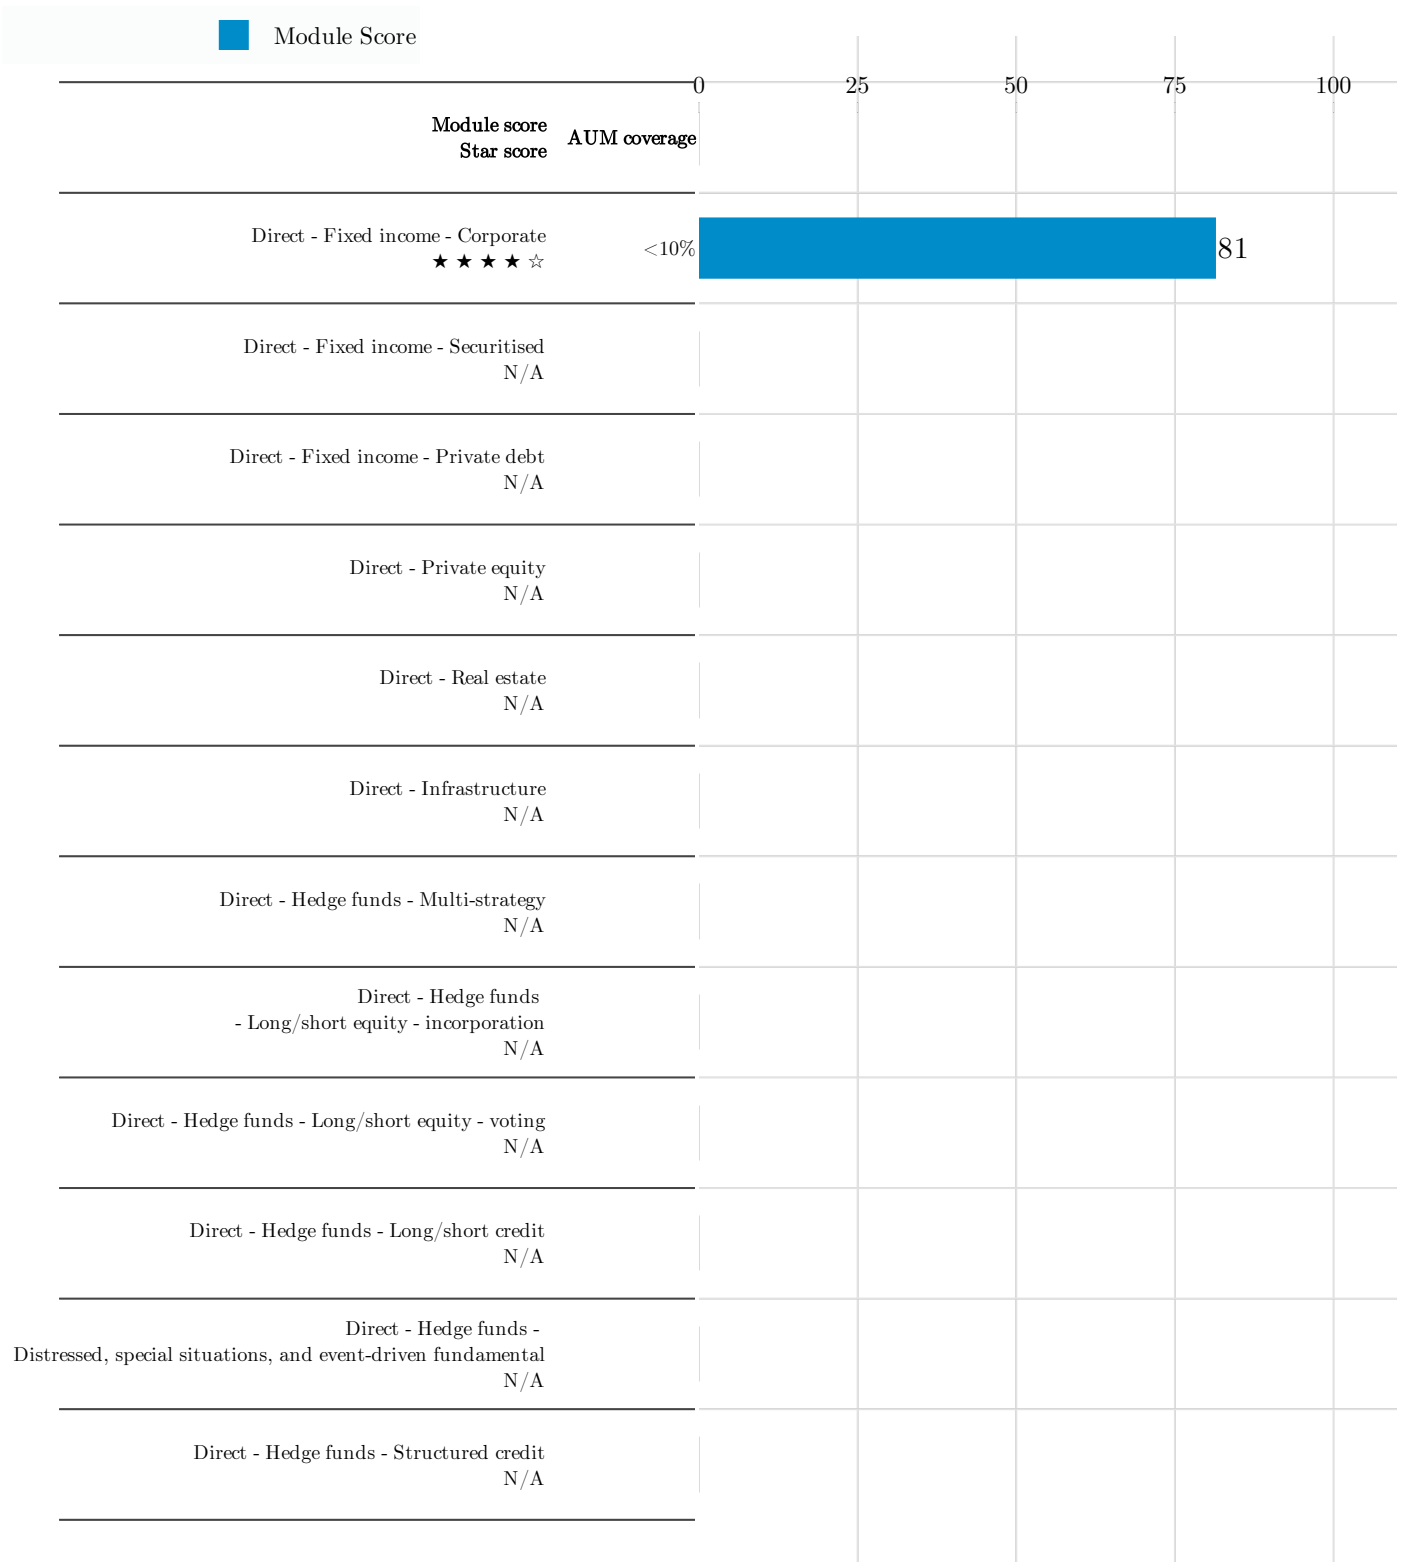 Module Score
0 25 50 75 100
Module score
Star score
AUM coverage
Direct - Fixed income - Corporate
★ ★ ★ ★ ☆
<10%
81
Direct - Fixed income - Securitised
N/A
Direct - Fixed income - Private debt
N/A
Direct - Private equity
N/A
Direct - Real estate
N/A
Direct - Infrastructure
N/A
Direct - Hedge funds - Multi-strategy
N/A
Direct - Hedge funds
- Long/short equity - incorporation
N/A
Direct - Hedge funds - Long/short equity - voting
N/A
Direct - Hedge funds - Long/short credit
N/A
Direct - Hedge funds -
Distressed, special situations, and event-driven fundamental
N/A
Direct - Hedge funds - Structured credit
N/A